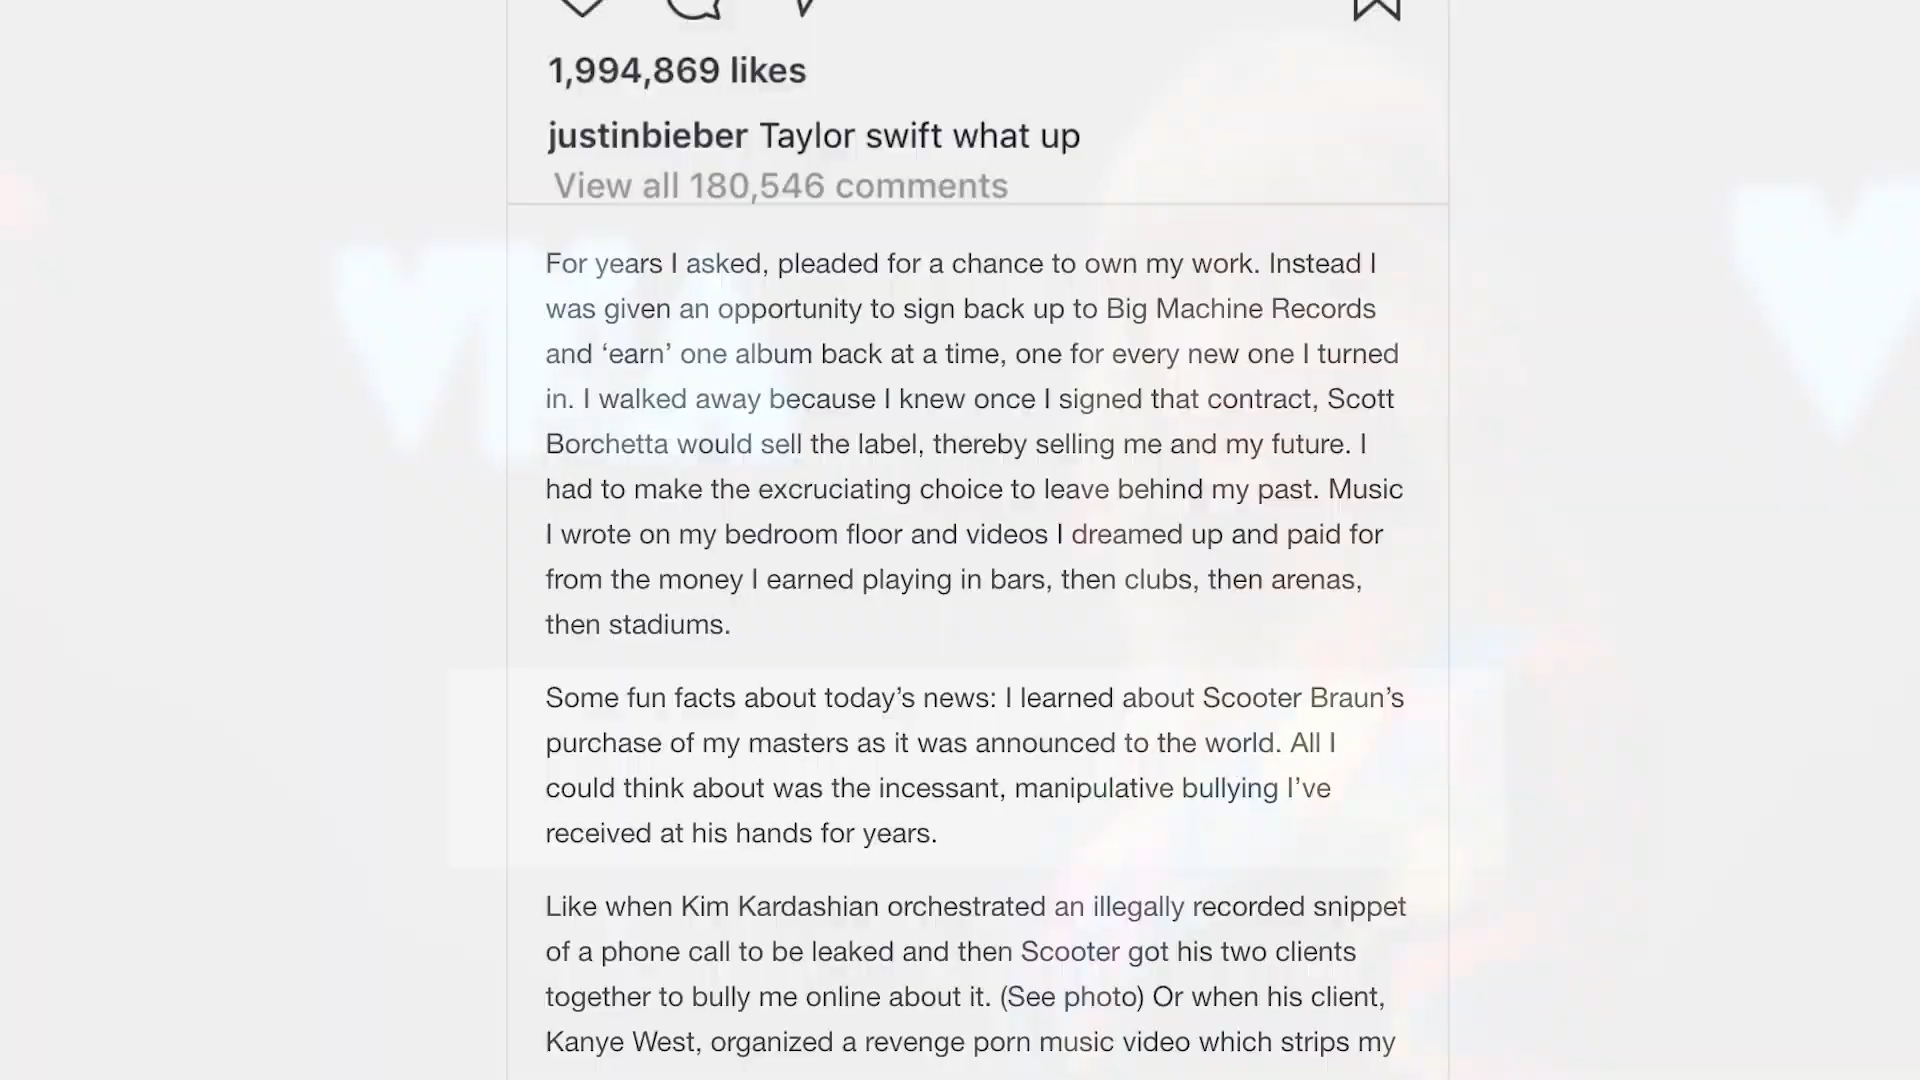 1,994,869 likes
justinbieber Taylor swift what up
View all 180,546 comments
For years I asked, pleaded for a chance to own my work. Instead I
was given an opportunity to sign back up to Big Machine Records
and ‘earn’ one album back at a time, one for every new one I turned
in. I walked away because I knew once I signed that contract, Scott
Borchetta would sell the label, thereby selling me and my future. I
had to make the excruciating choice to leave behind my past. Music
I wrote on my bedroom floor and videos I dreamed up and paid for
from the money I earned playing in bars, then clubs, then arenas,
then stadiums.
Some fun facts about today’s news: I learned about Scooter Braun’s
purchase of my masters as it was announced to the world. All I
could think about was the incessant, manipulative bullying I’ve
received at his hands for years.
Like when Kim Kardashian orchestrated an illegally recorded snippet
of a phone call to be leaked and then Scooter got his two clients
together to bully me online about it. (See photo) Or when his client,
Kanye West, organized a revenge porn music video which strips my